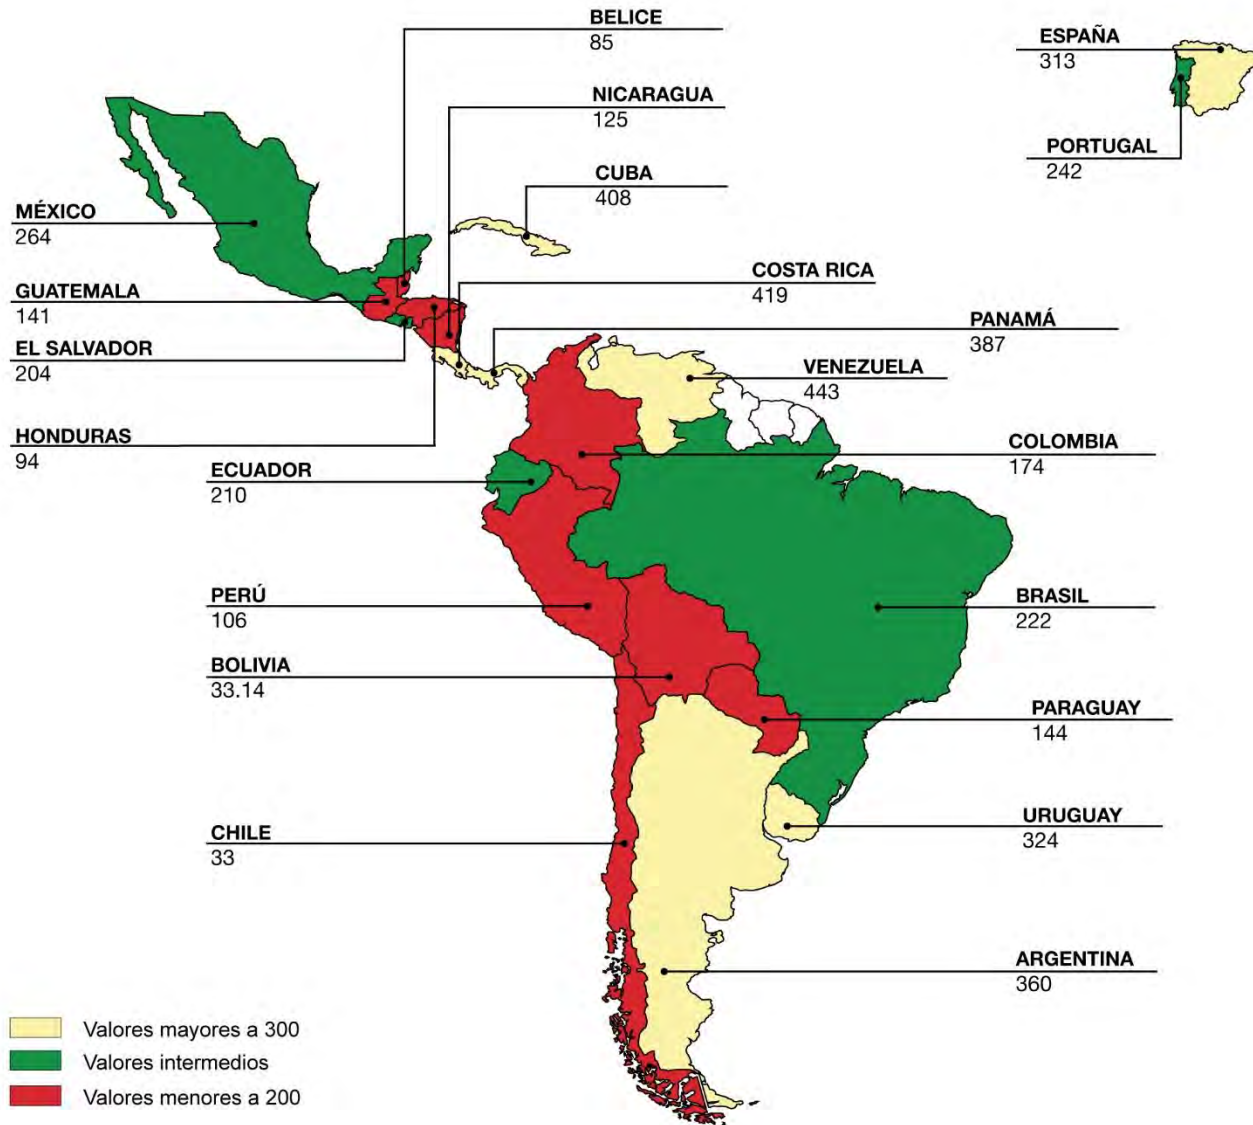 BELICE
85
ESPAÑA
313
NICARAGUA
125
PORTUGAL
242
CUBA
408
MÉXICO
264
COSTA RICA
419
GUATEMALA
141
PANAMÁ
387
EL SALVADOR
204
VENEZUELA
443
HONDURAS
94
COLOMBIA
174
ECUADOR
210
PERÚ
106
BRASIL
222
BOLIVIA
33.14
PARAGUAY
144
CHILE
33
URUGUAY
324
ARGENTINA
360
Valores mayores a 300
Valores intermedios
Valores menores a 200